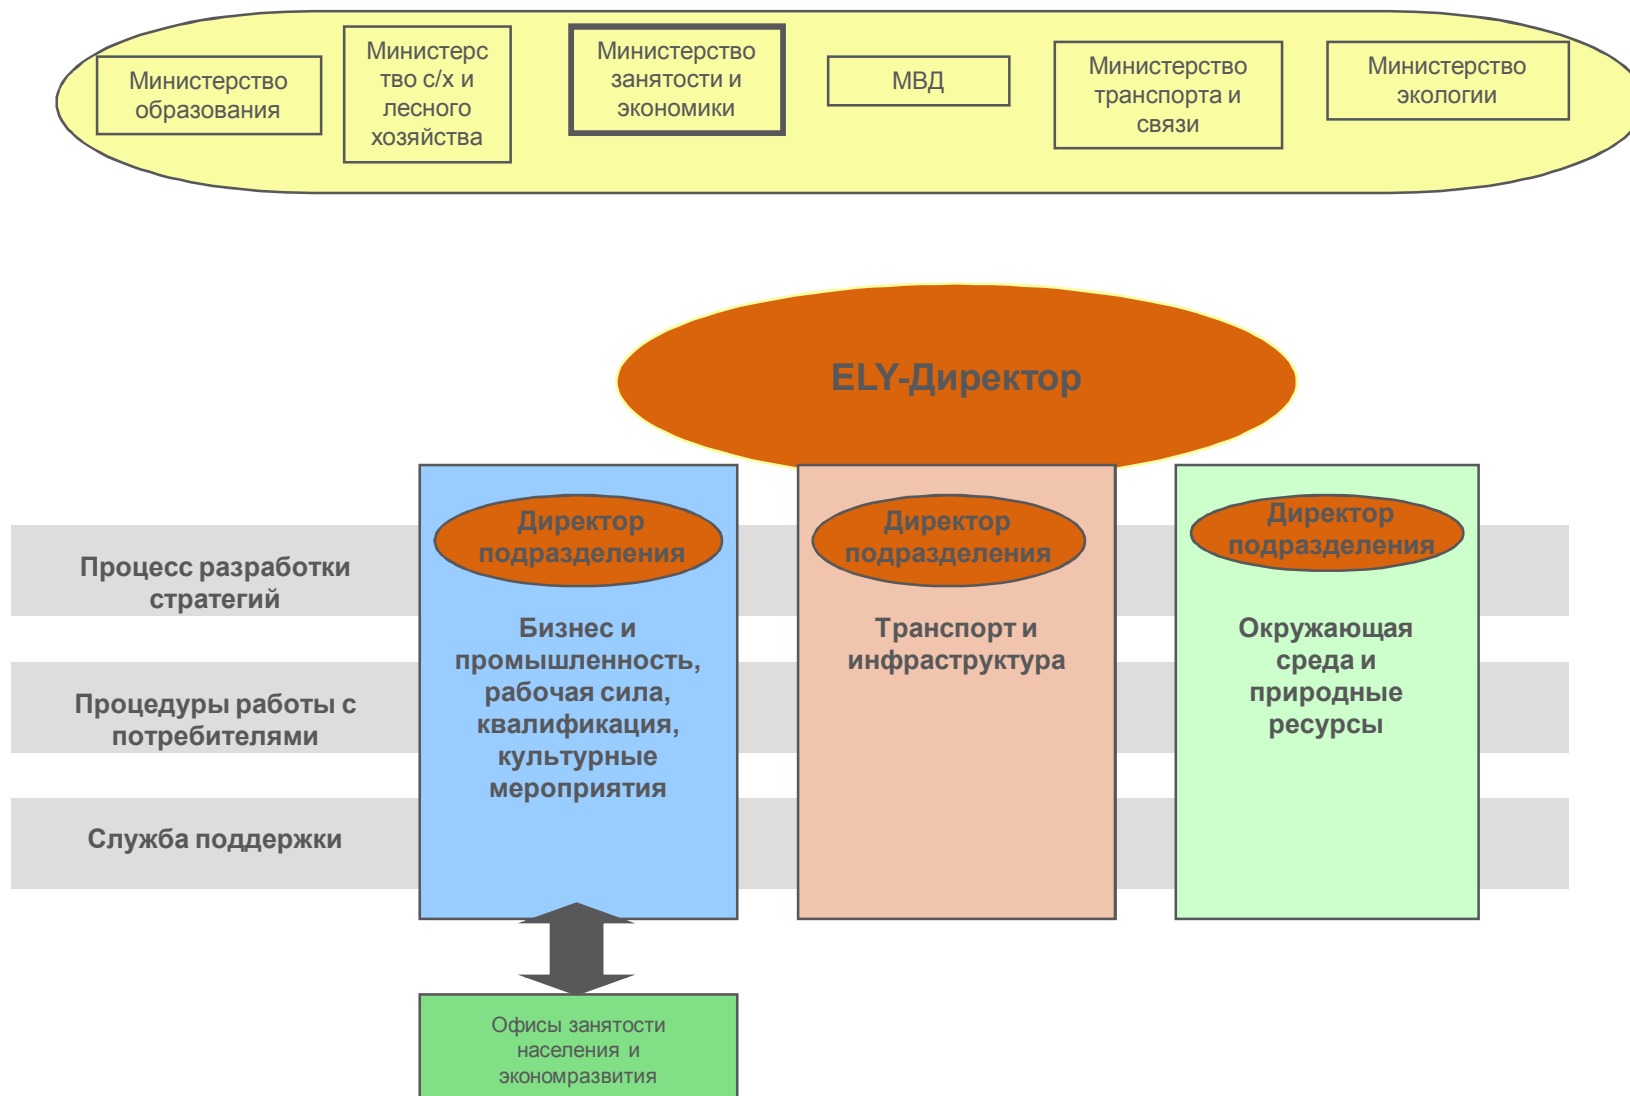 Министерство
образования
Министерс
тво с/х и
лесного
хозяйства
Министерство
занятости и
экономики
МВД
Министерство
транспорта и
связи
Министерство
экологии
ELY-Директор
Директор
подразделения
Директор
подразделения
Директор
подразделения
Процесс разработки
стратегий
Бизнес и
промышленность,
рабочая сила,
квалификация,
культурные
мероприятия
Транспорт и
инфраструктура
Окружающая
среда и
природные
ресурсы
Процедуры работы с
потребителями
Служба поддержки
Офисы занятости
населения и
экономразвития